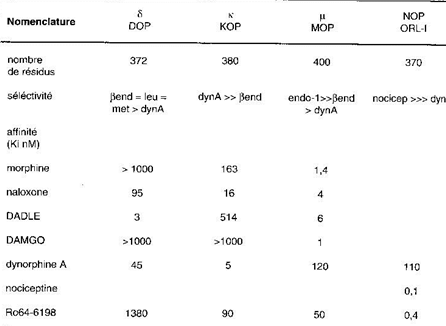 Nomenclature δ κ μ NOP
DOP KOP MOP ORL-I
nombre de résidus 372 380 400 370
séléctivité βend = leu = dynA >> βend endo-1>>βend nocicep >>> dyn
met > dynA > dynA
affinité
(Ki nM)
morphine > 1000 163 1,4
naloxone 95 16 4
DADLE 3 514 6
DAMGO >1000 >1000 1
dynorphine A 45 5 120 110
nociceptine 0,1
Ro64-6198 1380 90 50 0,4